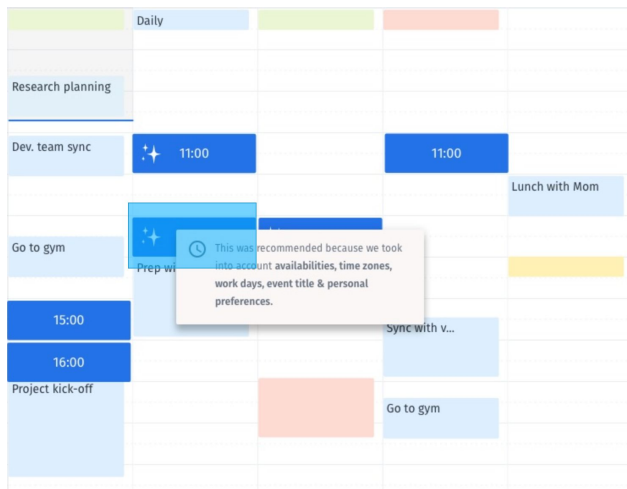 Daily
Research planning
Dev. team sync
11:00
11:00
Lunch with Mom
Go to gym
This was recommended because we took
into account availabilities, time zones,
work days, event title & personal
preferences.
Prep wi
15:00
Sync with v...
16:00
Project kick-off
Go to gym